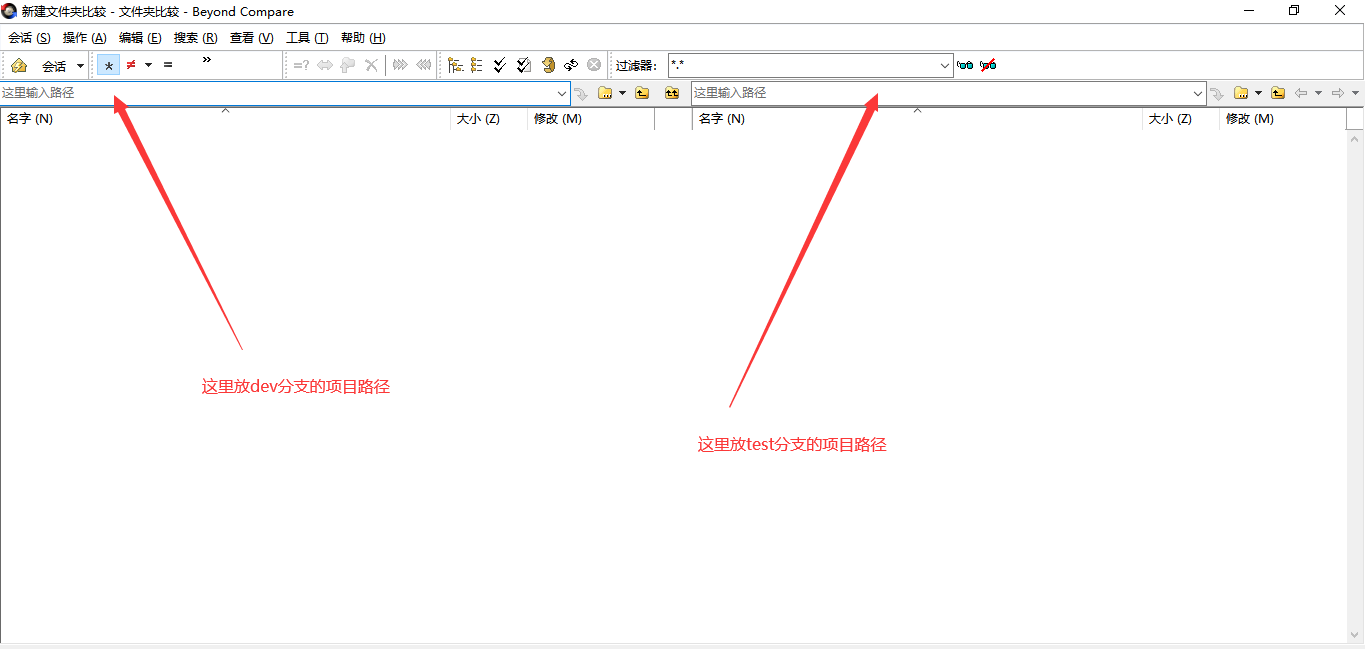 新建文件夹比较 - 文件夹比较 - Beyond Compare
会话 (S) 操作 (A) 编辑 (E) 搜索 (R) 查看 (V) 工具 (T) 帮助 (H)
会话 * ≠ = » =? 过滤器: *.*
这里输入路径 这里输入路径
名字 (N) 大小 (Z) 修改 (M) 名字 (N) 大小 (Z) 修改 (M)
这里放dev分支的项目路径
这里放test分支的项目路径